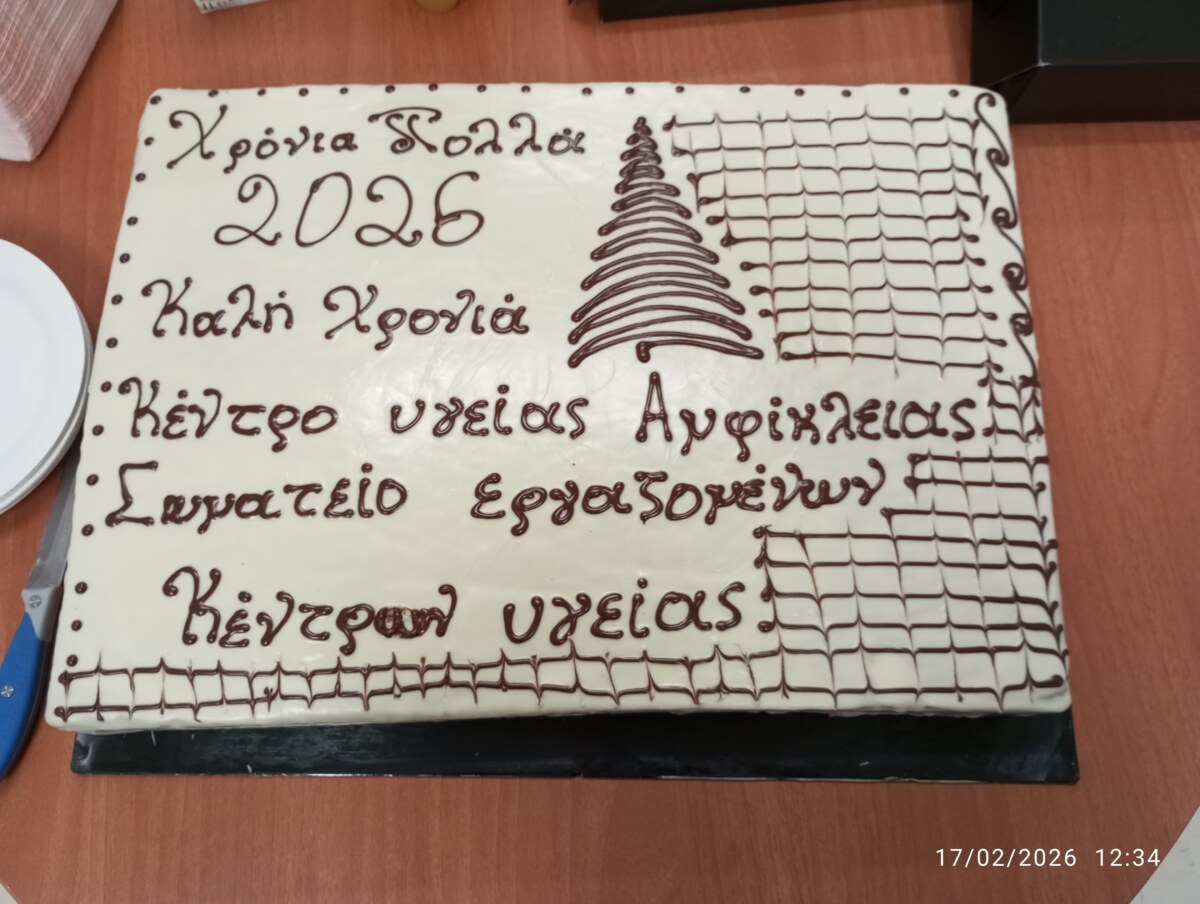 Χρόνια Πολλά
2026
Καλή Χρονιά
Κέντρο υγείας Αμφίκλειας
Σωματείο εργαζομένων
Κέντρων υγείας
17/02/2026 12:34